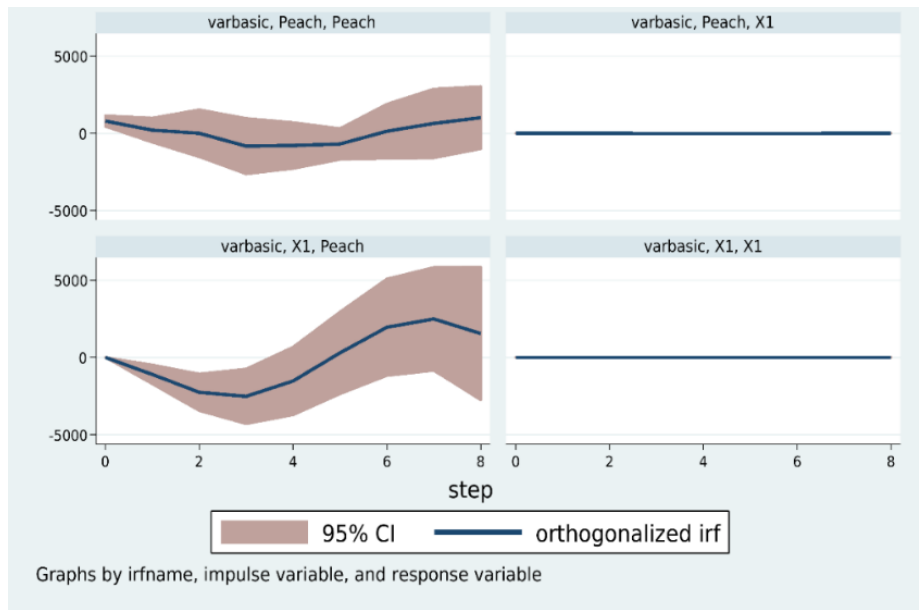 varbasic, Peach, Peach
varbasic, Peach, X1
5000
0
-5000
varbasic, X1, Peach
varbasic, X1, X1
5000
0
-5000
0 2 4 6 8
0 2 4 6 8
step
95% CI orthogonalized irf
Graphs by irfname, impulse variable, and response variable